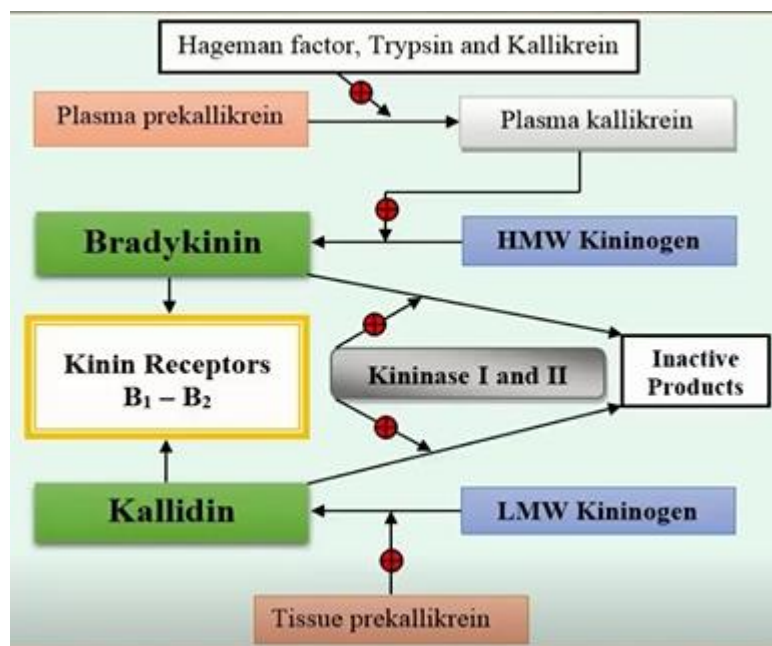 Hageman factor, Trypsin and Kallikrein
Plasma prekallikrein
Plasma kallikrein
Bradykinin
HMW Kininogen
Kinin Receptors
B₁ – B₂
Kininase I and II
Inactive
Products
Kallidin
LMW Kininogen
Tissue prekallikrein